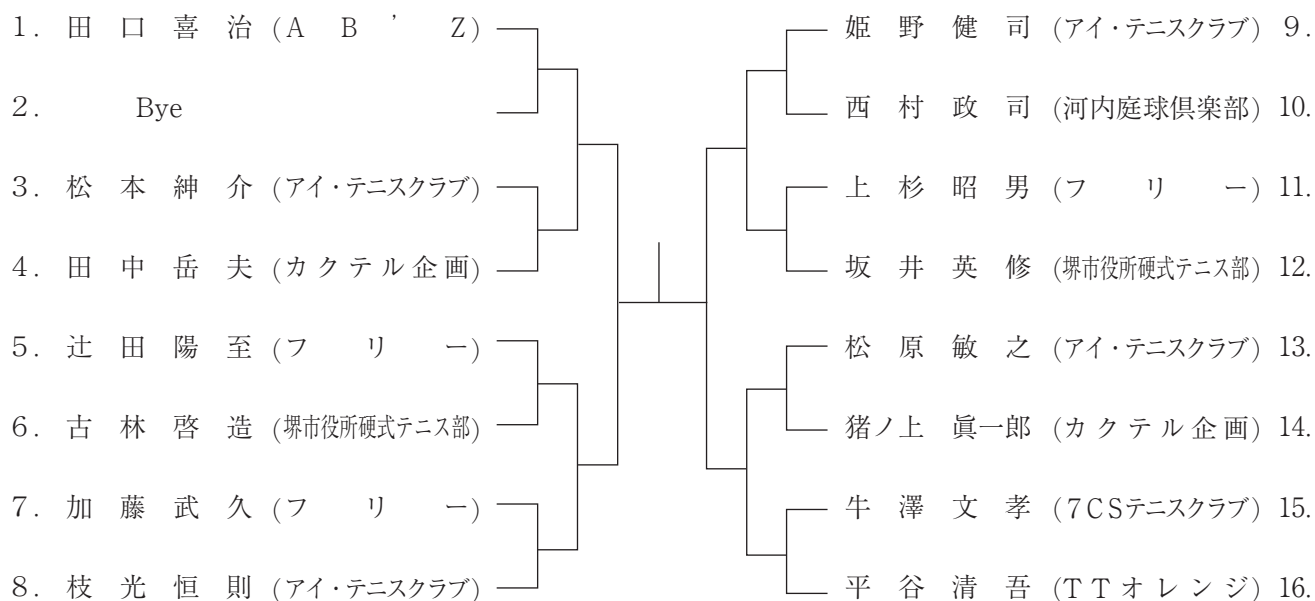 1. 田口喜治 (AB'Z)
2. Bye
3. 松本紳介 (アイ・テニスクラブ)
4. 田中岳夫 (カクテル企画)
5. 辻田陽至 (フリー)
6. 古林啓造 (堺市役所硬式テニス部)
7. 加藤武久 (フリー)
8. 枝光恒則 (アイ・テニスクラブ)
姫野健司 (アイ・テニスクラブ) 9.
西村政司 (河内庭球倶楽部) 10.
上杉昭男 (フリー) 11.
坂井英修 (堺市役所硬式テニス部) 12.
松原敏之 (アイ・テニスクラブ) 13.
猪ノ上眞一郎 (カクテル企画) 14.
牛澤文孝 (7CSテニスクラブ) 15.
平谷清吾 (TTオレンジ) 16.